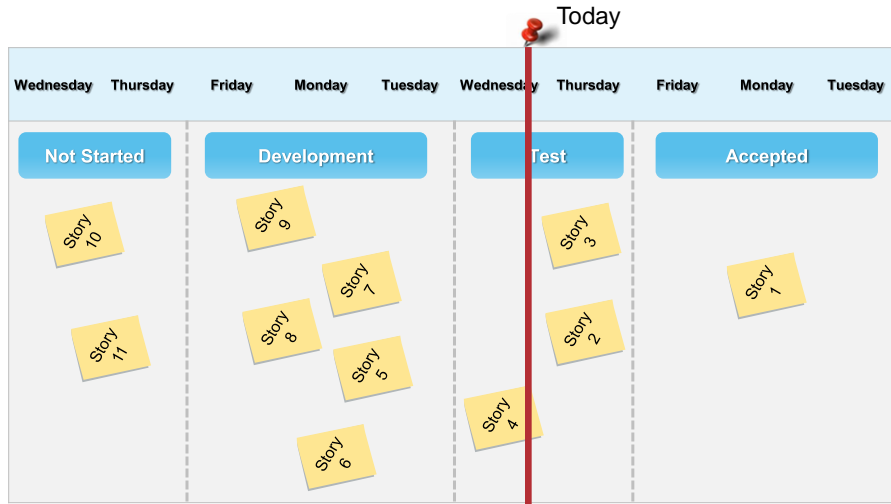 Today
Wednesday Thursday Friday Monday Tuesday Wednesday Thursday Friday Monday Tuesday
Not Started Development Test Accepted
Story
10
Story
9
Story
3
Story
7
Story
1
Story
11
Story
8
Story
2
Story
5
Story
4
Story
6